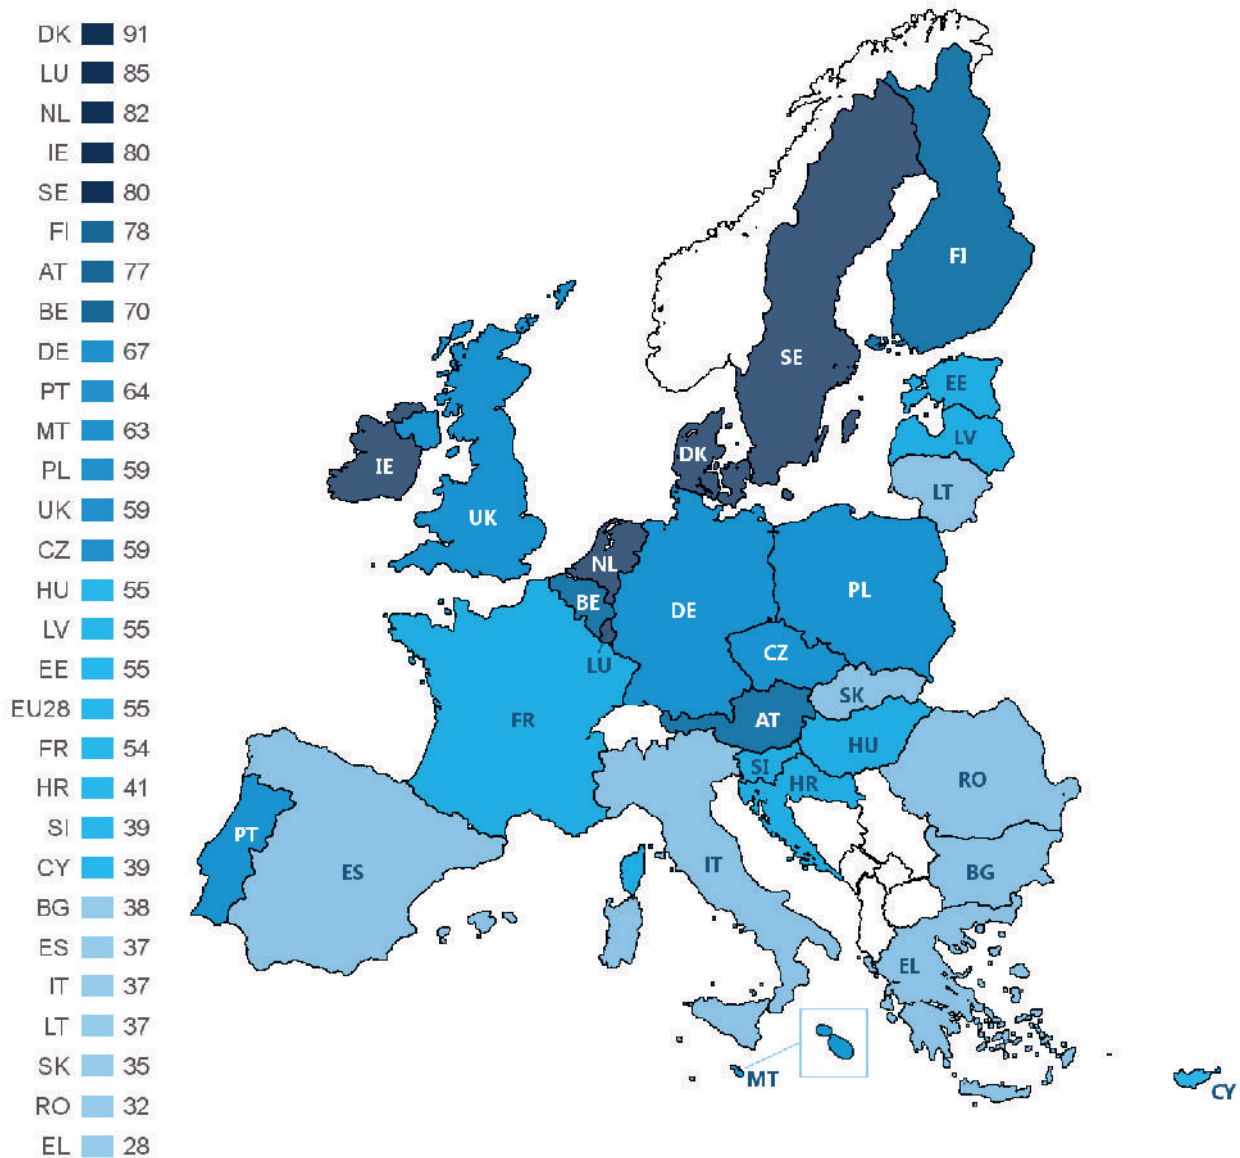 DK 91
LU 85
NL 82
IE 80
SE 80
FI 78
AT 77
BE 70
DE 67
PT 64
MT 63
PL 59
UK 59
CZ 59
HU 55
LV 55
EE 55
EU28 55
FR 54
HR 41
SI 39
CY 39
BG 38
ES 37
IT 37
LT 37
SK 35
RO 32
EL 28
FI
SE
EE
LV
DK
IE
LT
UK
NL
BE
DE
PL
CZ
LU
SK
FR
AT
HU
SI
HR
RO
PT
IT
ES
BG
EL
MT
CY